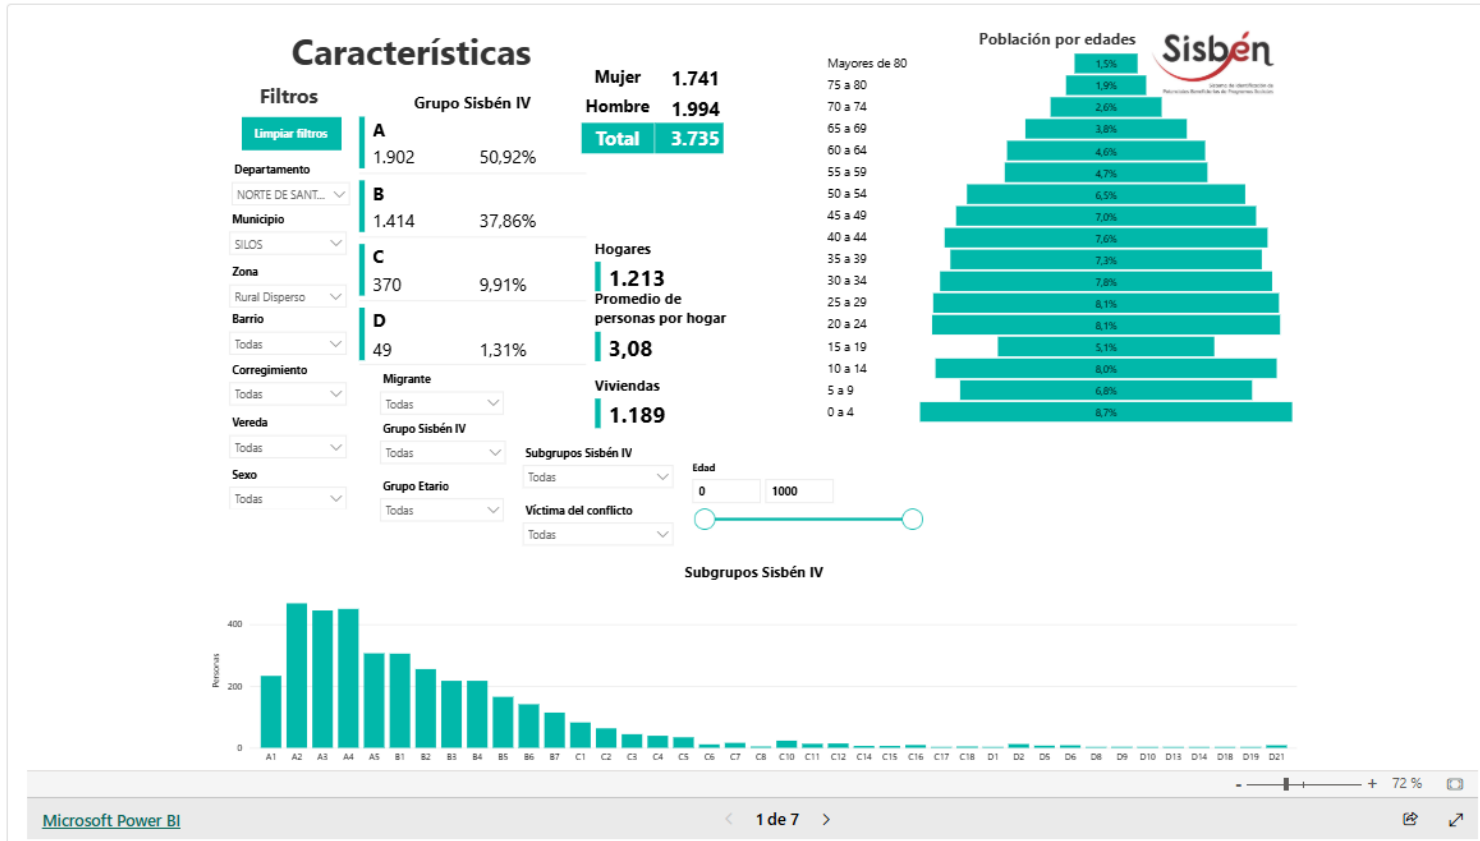 Características
Filtros
Limpiar filtros
Departamento
NORTE DE SANT...
Municipio
SILOS
Zona
Rural Disperso
Barrio
Todas
Corregimiento
Todas
Vereda
Todas
Sexo
Todas
Grupo Sisbén IV
A
1.902 50,92%
B
1.414 37,86%
C
370 9,91%
D
49 1,31%
Migrante
Todas
Grupo Sisbén IV
Todas
Grupo Etario
Todas
Mujer 1.741
Hombre 1.994
Total 3.735
Hogares
1.213
Promedio de
personas por hogar
3,08
Viviendas
1.189
Subgrupos Sisbén IV
Todas
Víctima del conflicto
Todas
Edad
0 1000
Población por edades
Sisbén
Sistema de Identificación de
Potenciales Beneficiarios de Programas Sociales
Mayores de 80 1,5%
75 a 80 1,9%
70 a 74 2,6%
65 a 69 3,8%
60 a 64 4,6%
55 a 59 4,7%
50 a 54 6,5%
45 a 49 7,0%
40 a 44 7,6%
35 a 39 7,3%
30 a 34 7,8%
25 a 29 8,1%
20 a 24 8,1%
15 a 19 5,1%
10 a 14 8,0%
5 a 9 6,8%
0 a 4 8,7%
Subgrupos Sisbén IV
Personas
400
200
0
A1 A2 A3 A4 A5 B1 B2 B3 B4 B5 B6 B7 C1 C2 C3 C4 C5 C6 C7 C8 C10 C11 C12 C14 C15 C16 C17 C18 D1 D2 D5 D6 D8 D9 D10 D13 D14 D18 D19 D21
- + 72 %
Microsoft Power BI
1 de 7